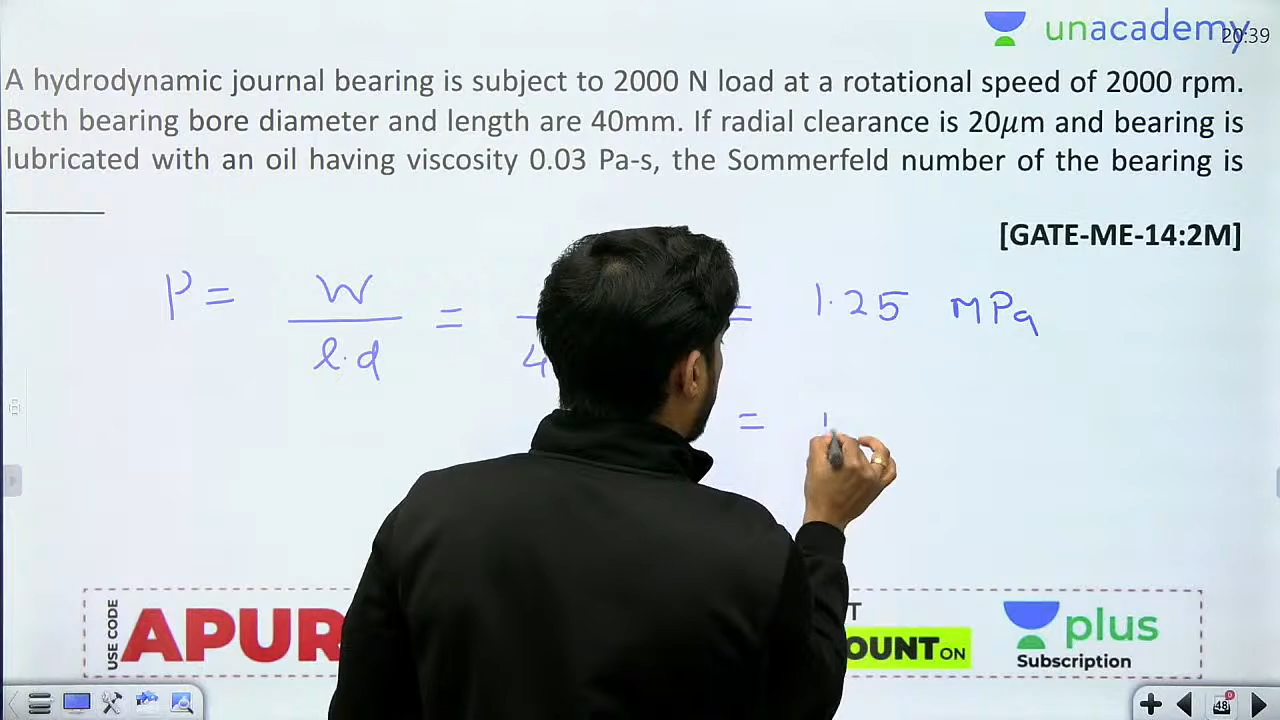 unacademy
20:39
A hydrodynamic journal bearing is subject to 2000 N load at a rotational speed of 2000 rpm.
Both bearing bore diameter and length are 40mm. If radial clearance is 20μm and bearing is
lubricated with an oil having viscosity 0.03 Pa-s, the Sommerfeld number of the bearing is
[GATE-ME-14:2M]
P = W / l.d = 4 = 1.25 MPa
=
USE CODE
APUR
T
OUNT ON
plus
Subscription
48
0